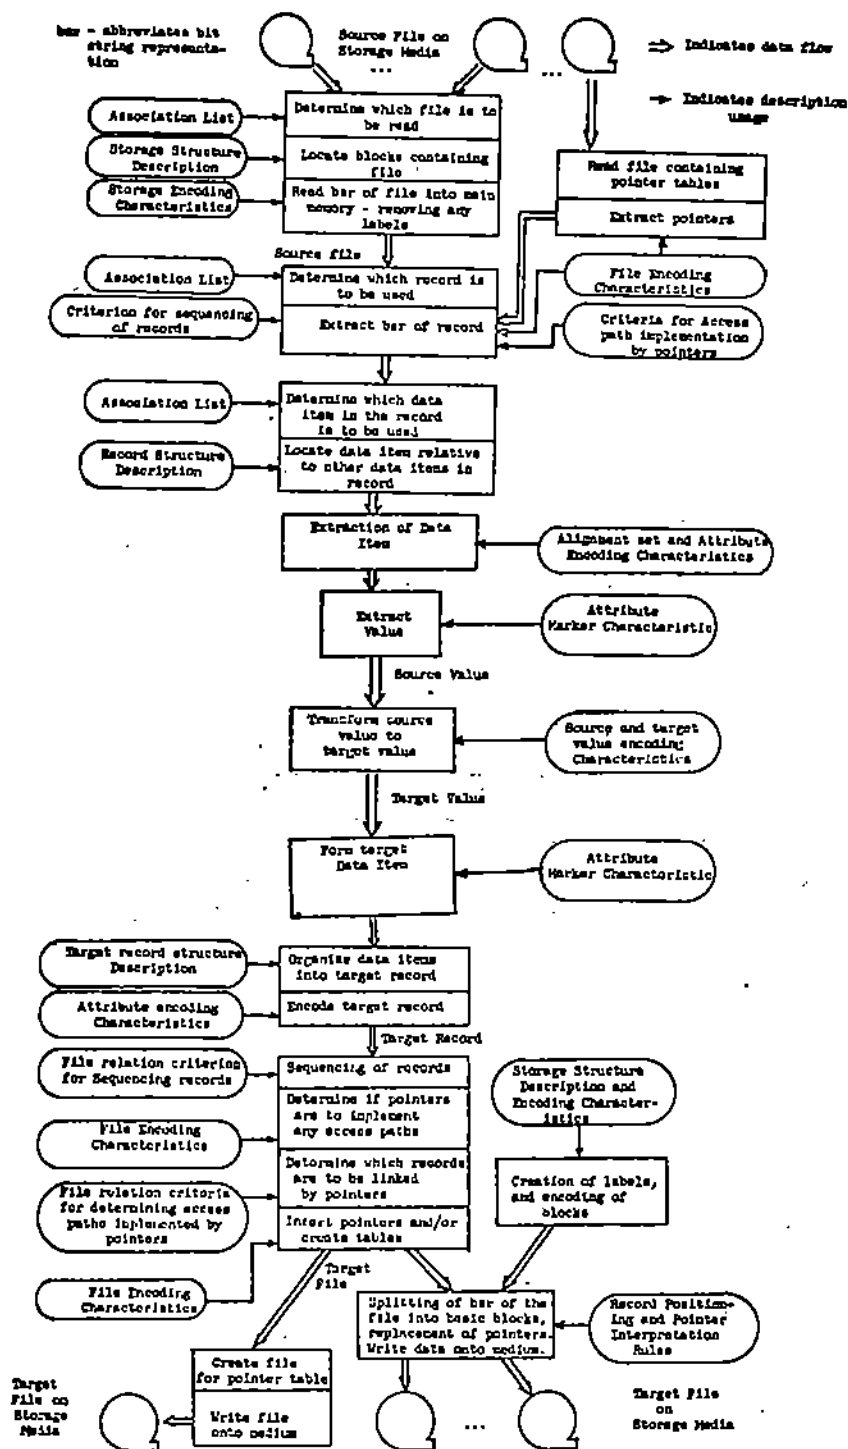 bsr - abbreviates bit
string representa-
tion
Source File on
Storage Media
...
...
Indicates data flow
Indicates description
usage
Association List
Determine which file is to
be read
Storage Structure
Description
Locate blocks containing
file
Storage Encoding
Characteristics
Read bsr of file into main
memory - removing any
labels
Read file containing
pointer tables
Extract pointers
Source file
Association List
Determine which record is
to be used
File Encoding
Characteristics
Criterion for sequencing
of records
Extract bsr of record
Criteria for Access
path implementation
by pointers
Association List
Determine which data
item in the record
is to be used
Record Structure
Description
Locate data item relative
to other data items in
record
Extraction of Data
Item
Alignment set and Attribute
Encoding Characteristics
Extract
Value
Attribute
Marker Characteristic
Source Value
Transform source
value to
target value
Source and target
value encoding
Characteristics
Target Value
Form target
Data Item
Attribute
Marker Characteristic
Target record structure
Description
Organize data items
into target record
Attribute encoding
Characteristics
Encode target record
Target Record
File relation criterion
for Sequencing records
Sequencing of records
Storage Structure
Description and
Encoding Character-
istics
Determine if pointers
are to implement
any access paths
File Encoding
Characteristics
Determine which records
are to be linked
by pointers
Creation of labels,
and encoding of
blocks
File relation criteria
for determining access
paths implemented by
pointers
Insert pointers and/or
create tables
Target
File
File Encoding
Characteristics
Splitting of bsr of the
file into basic blocks,
replacement of pointers.
Write data onto medium.
Record Position-
ing and Pointer
Interpretation
Rules
Create file
for pointer table
Write file
onto medium
Target
File on
Storage
Media
...
Target File
on
Storage Media